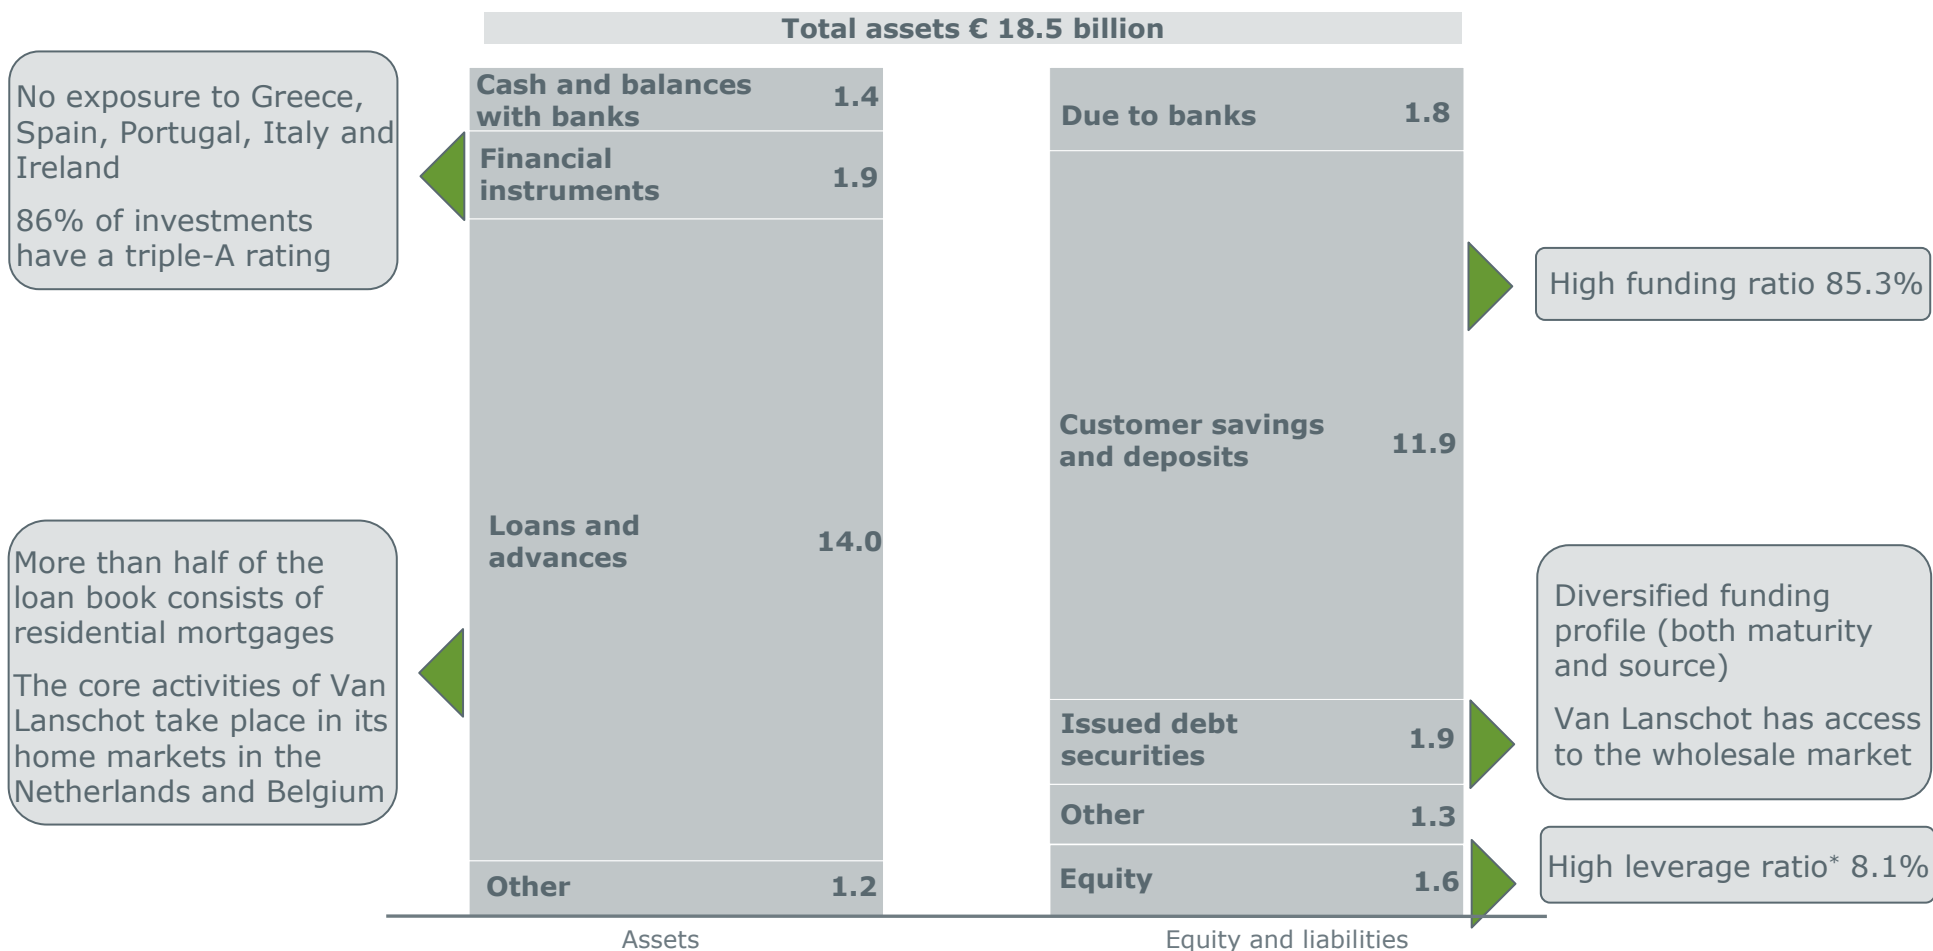 Total assets € 18.5 billion
No exposure to Greece,
Spain, Portugal, Italy and
Ireland
86% of investments
have a triple-A rating
More than half of the
loan book consists of
residential mortgages
The core activities of Van
Lanschot take place in its
home markets in the
Netherlands and Belgium
Cash and balances
with banks 1.4
Financial
instruments 1.9
Loans and
advances 14.0
Other 1.2
Assets
Due to banks 1.8
Customer savings
and deposits 11.9
Issued debt
securities 1.9
Other 1.3
Equity 1.6
Equity and liabilities
High funding ratio 85.3%
Diversified funding
profile (both maturity
and source)
Van Lanschot has access
to the wholesale market
High leverage ratio* 8.1%